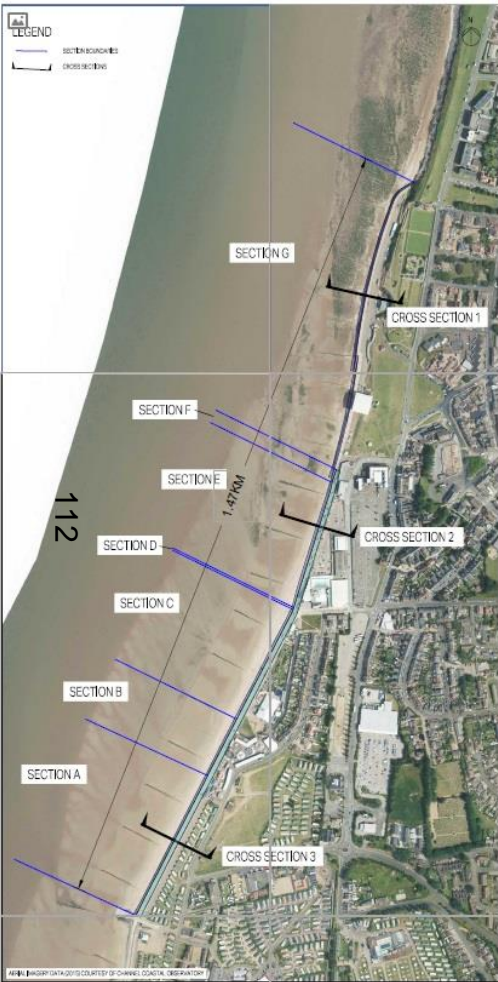 LEGEND
SECTION BOUNDARIES
CROSS SECTIONS
N
SECTION G
CROSS SECTION 1
SECTION F
SECTION E
1.47KM
112
CROSS SECTION 2
SECTION D
SECTION C
SECTION B
SECTION A
CROSS SECTION 3
AERIAL IMAGERY DATA (2015) COURTESY OF CHANNEL COASTAL OBSERVATORY